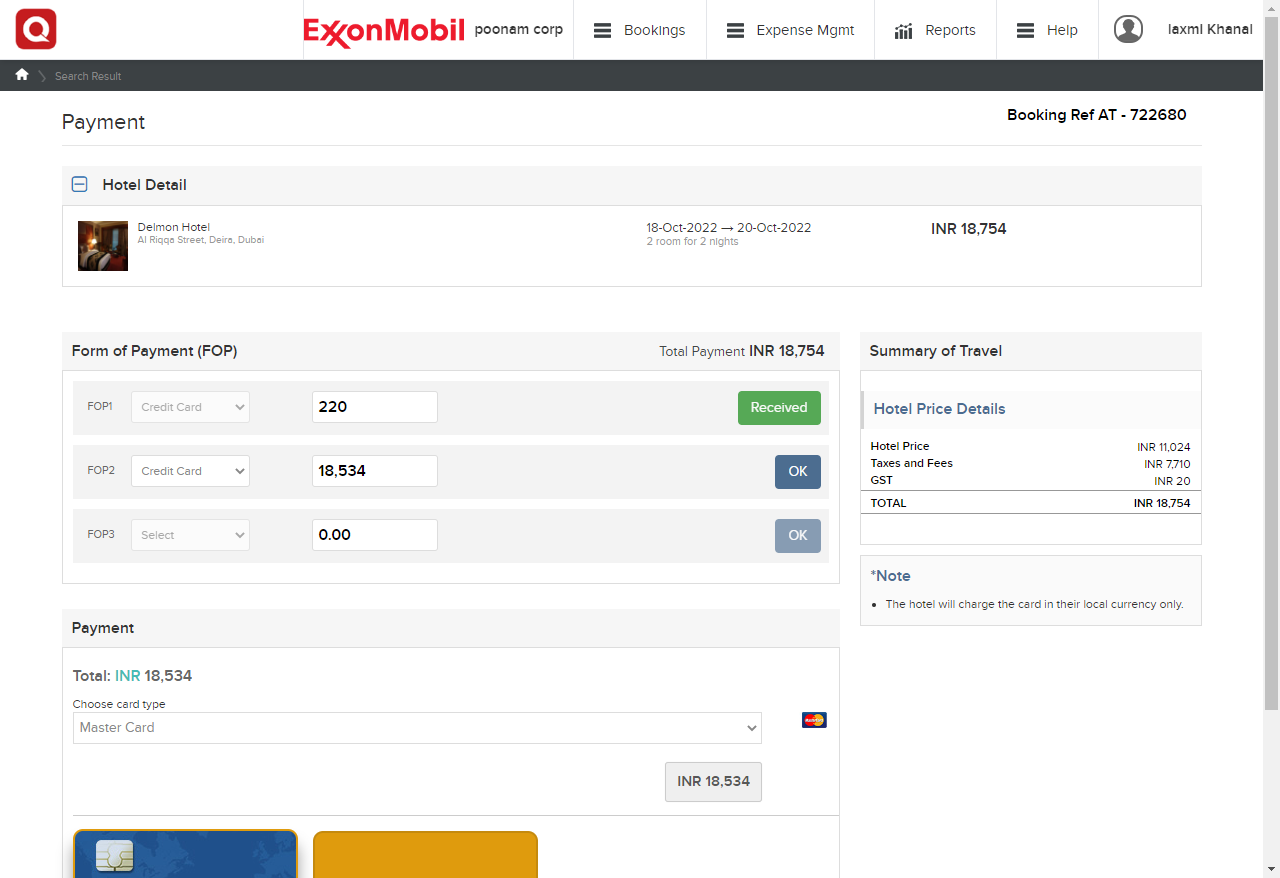 Q ExxonMobil poonam corp Bookings Expense Mgmt Reports Help laxmi Khanal
Search Result
Payment
Booking Ref AT - 722680
Hotel Detail
Delmon Hotel
Al Riqqa Street, Deira, Dubai
18-Oct-2022 → 20-Oct-2022
2 room for 2 nights
INR 18,754
Form of Payment (FOP)
Total Payment INR 18,754
FOP1 Credit Card 220 Received
FOP2 Credit Card 18,534 OK
FOP3 Select 0.00 OK
Summary of Travel
Hotel Price Details
Hotel Price INR 11,024
Taxes and Fees INR 7,710
GST INR 20
TOTAL INR 18,754
*Note
• The hotel will charge the card in their local currency only.
Payment
Total: INR 18,534
Choose card type
Master Card
MasterCard
INR 18,534